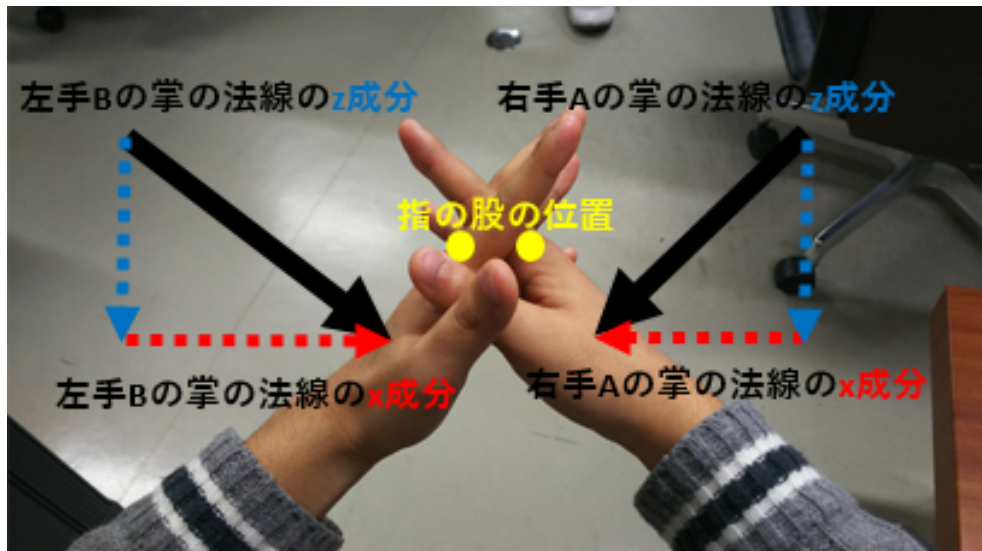 左手Bの掌の法線のz成分
右手Aの掌の法線のz成分
指の股の位置
左手Bの掌の法線のx成分
右手Aの掌の法線のx成分